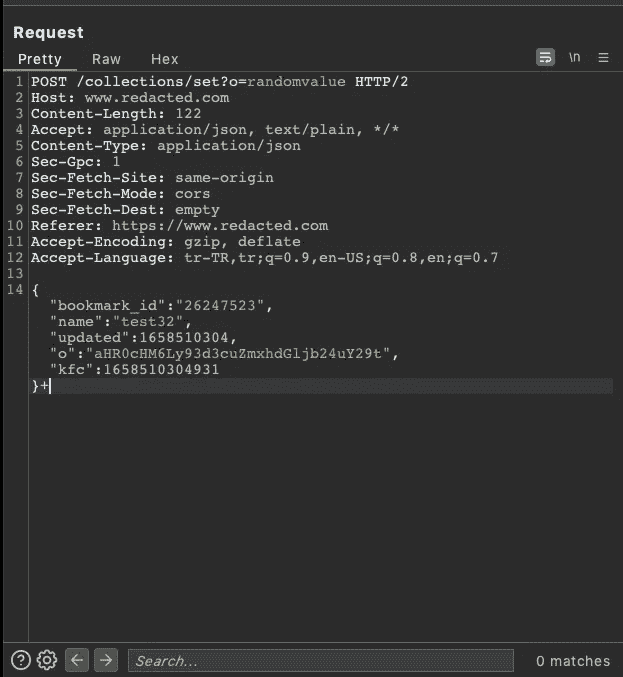 Request
Pretty Raw Hex \n
1 POST /collections/set?o=randomvalue HTTP/2
2 Host: www.redacted.com
3 Content-Length: 122
4 Accept: application/json, text/plain, */*
5 Content-Type: application/json
6 Sec-Gpc: 1
7 Sec-Fetch-Site: same-origin
8 Sec-Fetch-Mode: cors
9 Sec-Fetch-Dest: empty
10 Referer: https://www.redacted.com
11 Accept-Encoding: gzip, deflate
12 Accept-Language: tr-TR,tr;q=0.9,en-US;q=0.8,en;q=0.7
13
14 {
"bookmark_id":"26247523",
"name":"test32",
"updated":1658510304,
"o":"aHR0cHM6Ly93d3cuZmxhdGljb24uY29t",
"kfc":1658510304931
}+
Search... 0 matches